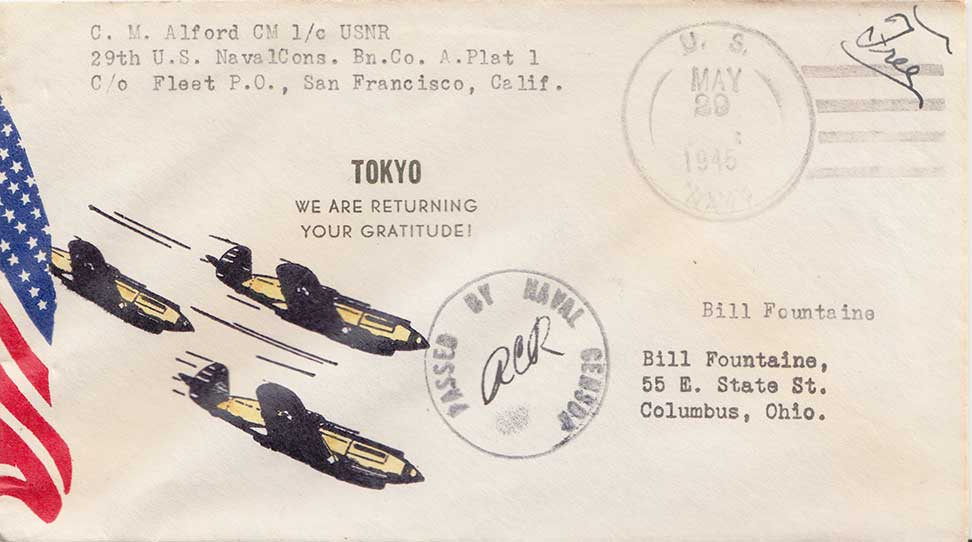 C. M. Alford CM 1/c USNR
29th U.S. NavalCons. Bn.Co. A.Plat 1
C/o Fleet P.O., San Francisco, Calif.
Free
U. S.
MAY
29
1945
NAVY
TOKYO
WE ARE RETURNING
YOUR GRATITUDE!
PASSED BY NAVAL CENSOR
ACR
Bill Fountaine
Bill Fountaine,
55 E. State St.
Columbus, Ohio.